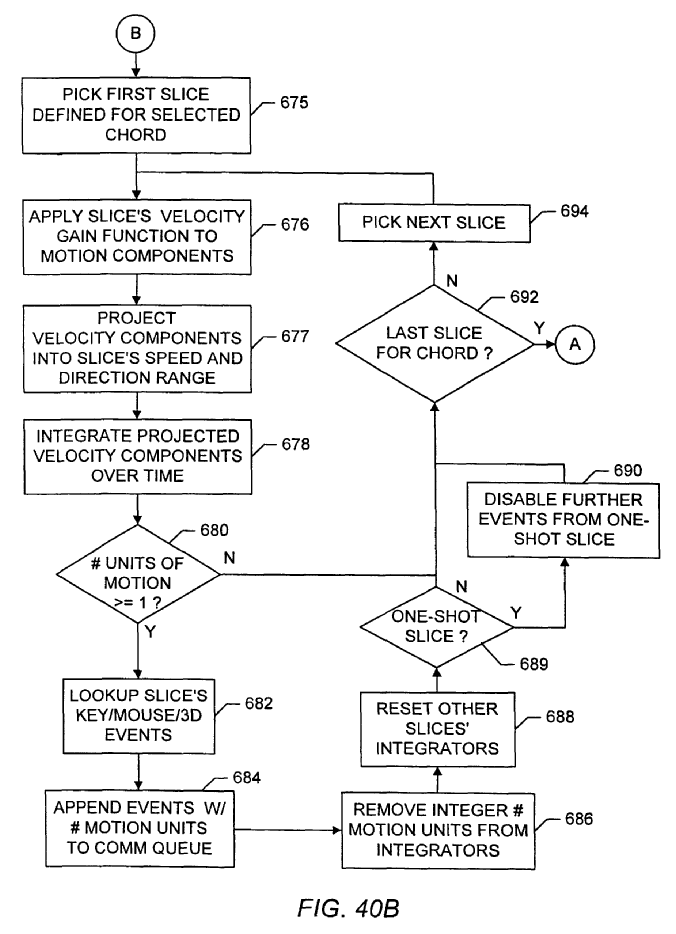 B
PICK FIRST SLICE
DEFINED FOR SELECTED
CHORD
675
APPLY SLICE'S VELOCITY
GAIN FUNCTION TO
MOTION COMPONENTS
676
PROJECT
VELOCITY COMPONENTS
INTO SLICE'S SPEED AND
DIRECTION RANGE
677
INTEGRATE PROJECTED
VELOCITY COMPONENTS
OVER TIME
678
680
# UNITS OF
MOTION
>= 1 ?
N
Y
LOOKUP SLICE'S
KEY/MOUSE/3D
EVENTS
682
684
APPEND EVENTS W/
# MOTION UNITS
TO COMM QUEUE
REMOVE INTEGER #
MOTION UNITS FROM
INTEGRATORS
686
RESET OTHER
SLICES'
INTEGRATORS
688
ONE-SHOT
SLICE ?
N
Y
689
690
DISABLE FURTHER
EVENTS FROM ONE-
SHOT SLICE
692
LAST SLICE
FOR CHORD ?
N
Y
A
PICK NEXT SLICE
694
FIG. 40B